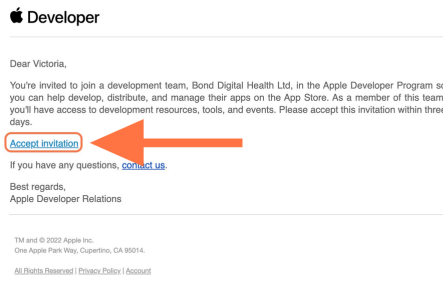 Developer
Dear Victoria,
You're invited to join a development team, Bond Digital Health Ltd, in the Apple Developer Program so
you can help develop, distribute, and manage their apps on the App Store. As a member of this team
you'll have access to development resources, tools, and events. Please accept this invitation within three
days.
Accept invitation
If you have any questions, contact us.
Best regards,
Apple Developer Relations
TM and © 2022 Apple Inc.
One Apple Park Way, Cupertino, CA 95014.
All Rights Reserved | Privacy Policy | Account